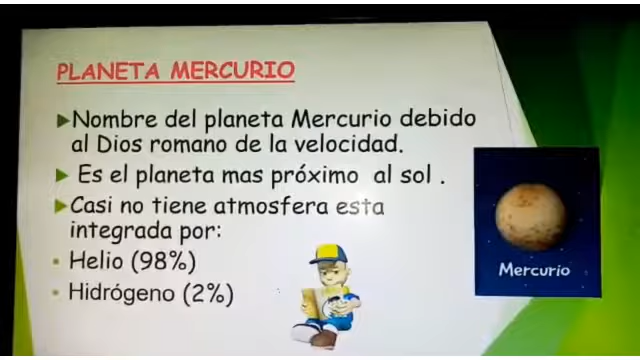 PLANETA MERCURIO
▶Nombre del planeta Mercurio debido
al Dios romano de la velocidad.
▶ Es el planeta mas próximo al sol .
▶Casi no tiene atmosfera esta
integrada por:
• Helio (98%)
• Hidrógeno (2%)
Mercurio